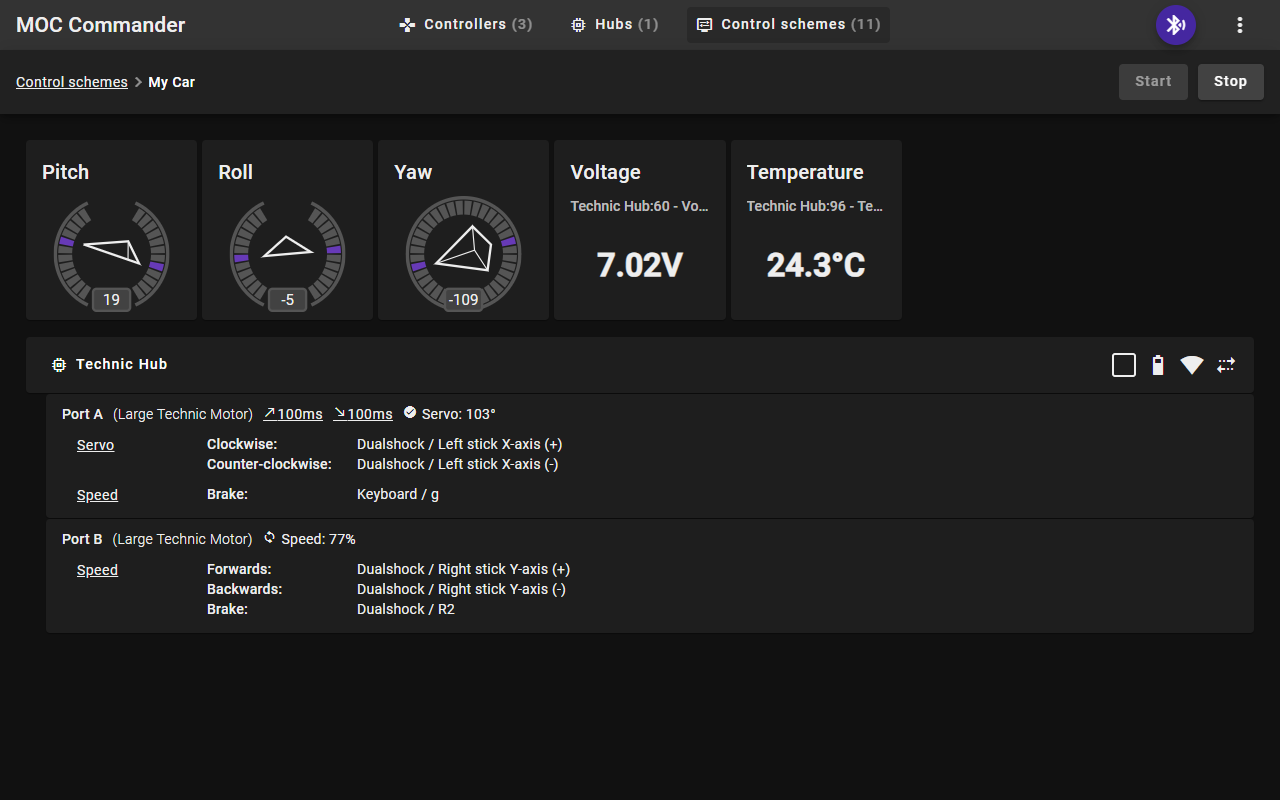 MOC Commander
Controllers (3)
Hubs (1)
Control schemes (11)
Control schemes > My Car
Start
Stop
Pitch
19
Roll
-5
Yaw
-109
Voltage
Technic Hub:60 - Vo...
7.02V
Temperature
Technic Hub:96 - Te...
24.3°C
Technic Hub
Port A (Large Technic Motor) 100ms 100ms Servo: 103°
Servo Clockwise: Dualshock / Left stick X-axis (+)
Counter-clockwise: Dualshock / Left stick X-axis (-)
Speed Brake: Keyboard / g
Port B (Large Technic Motor) Speed: 77%
Speed Forwards: Dualshock / Right stick Y-axis (+)
Backwards: Dualshock / Right stick Y-axis (-)
Brake: Dualshock / R2